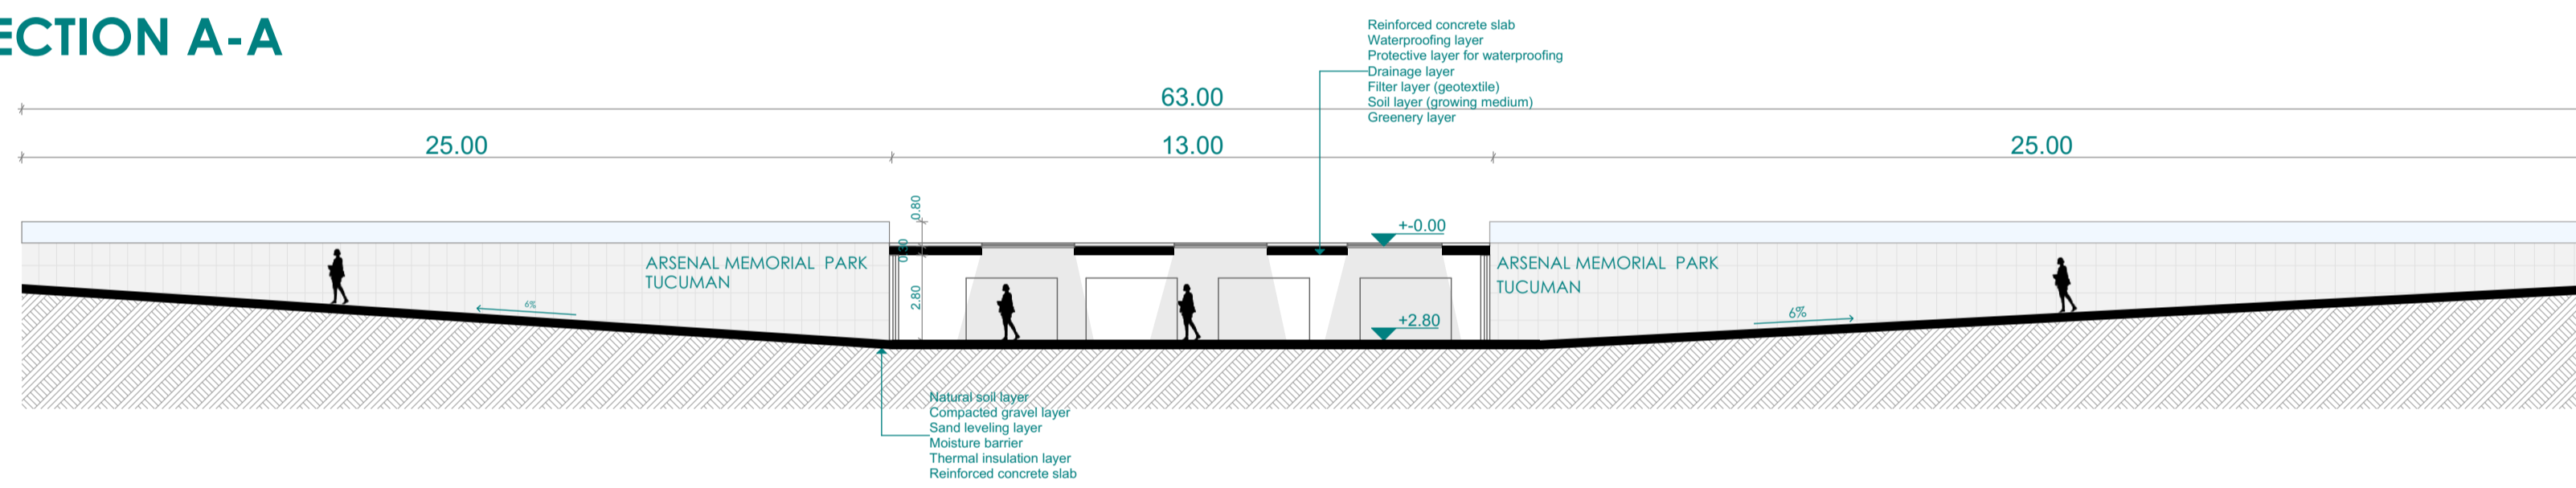 ECTION A-A
Reinforced concrete slab
Waterproofing layer
Protective layer for waterproofing
Drainage layer
Filter layer (geotextile)
Soil layer (growing medium)
Greenery layer
63.00
25.00
13.00
25.00
0.80
0.30
2.80
+-0.00
ARSENAL MEMORIAL PARK
TUCUMAN
ARSENAL MEMORIAL PARK
TUCUMAN
6%
+2.80
6%
Natural soil layer
Compacted gravel layer
Sand leveling layer
Moisture barrier
Thermal insulation layer
Reinforced concrete slab